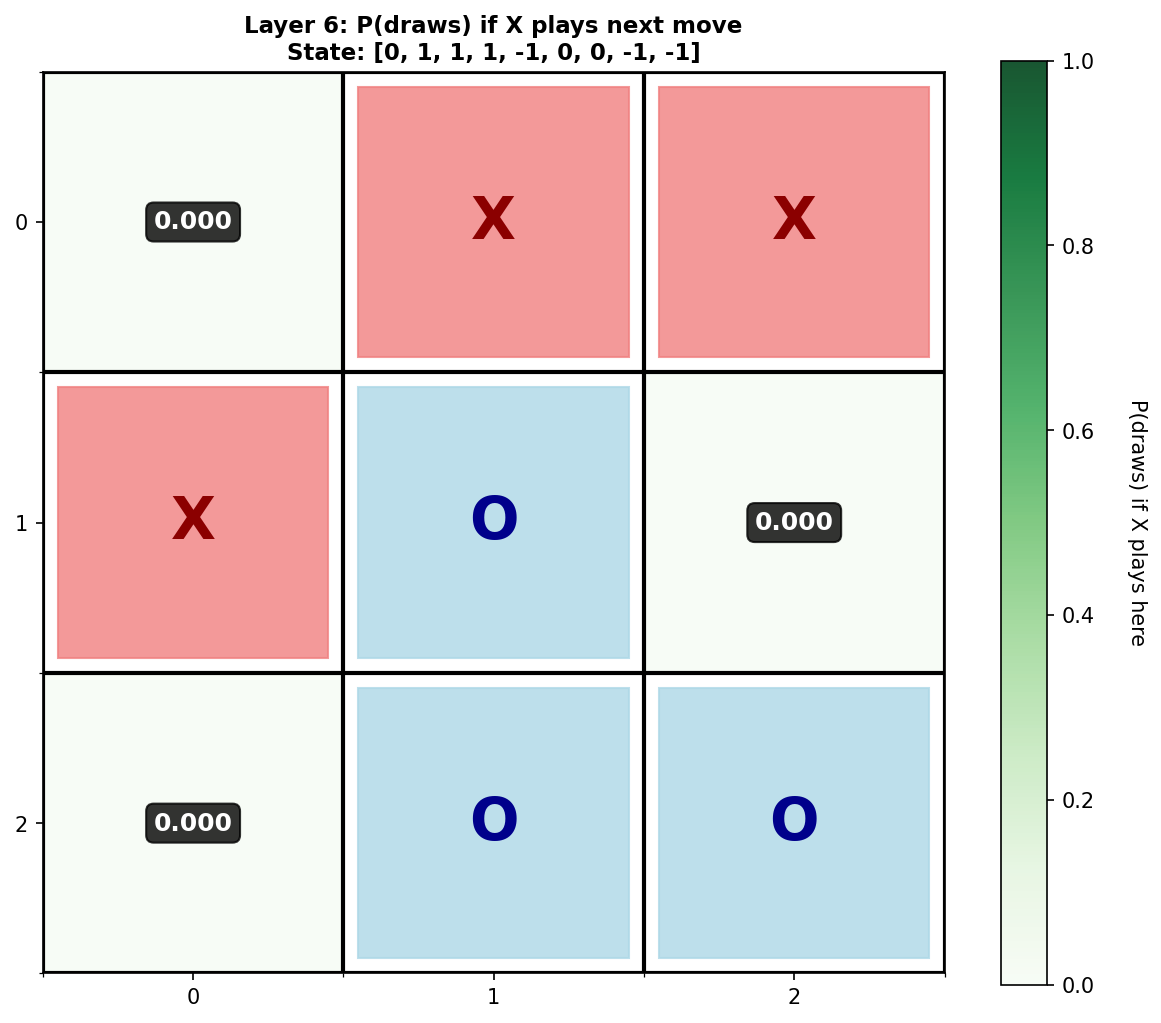 Layer 6: P(draws) if X plays next move
State: [0, 1, 1, 1, -1, 0, 0, -1, -1]
0
0.000
X
X
1
X
O
0.000
2
0.000
O
O
0
1
2
1.0
0.8
0.6
0.4
0.2
0.0
P(draws) if X plays here